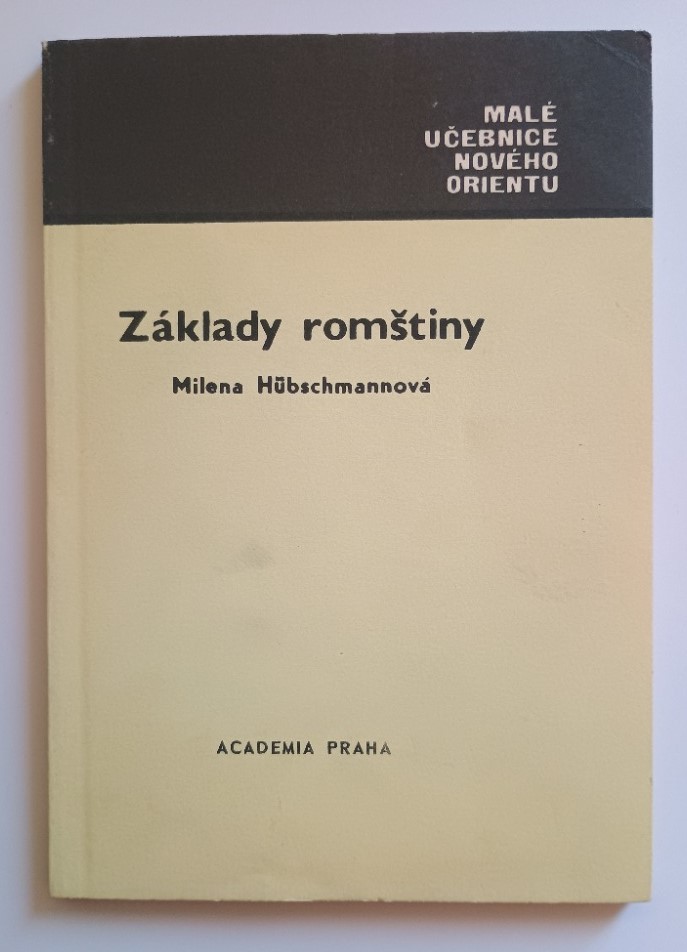 MALÉ
UČEBNICE
NOVÉHO
ORIENTU
Základy romštiny
Milena Hübschmannová
ACADEMIA PRAHA